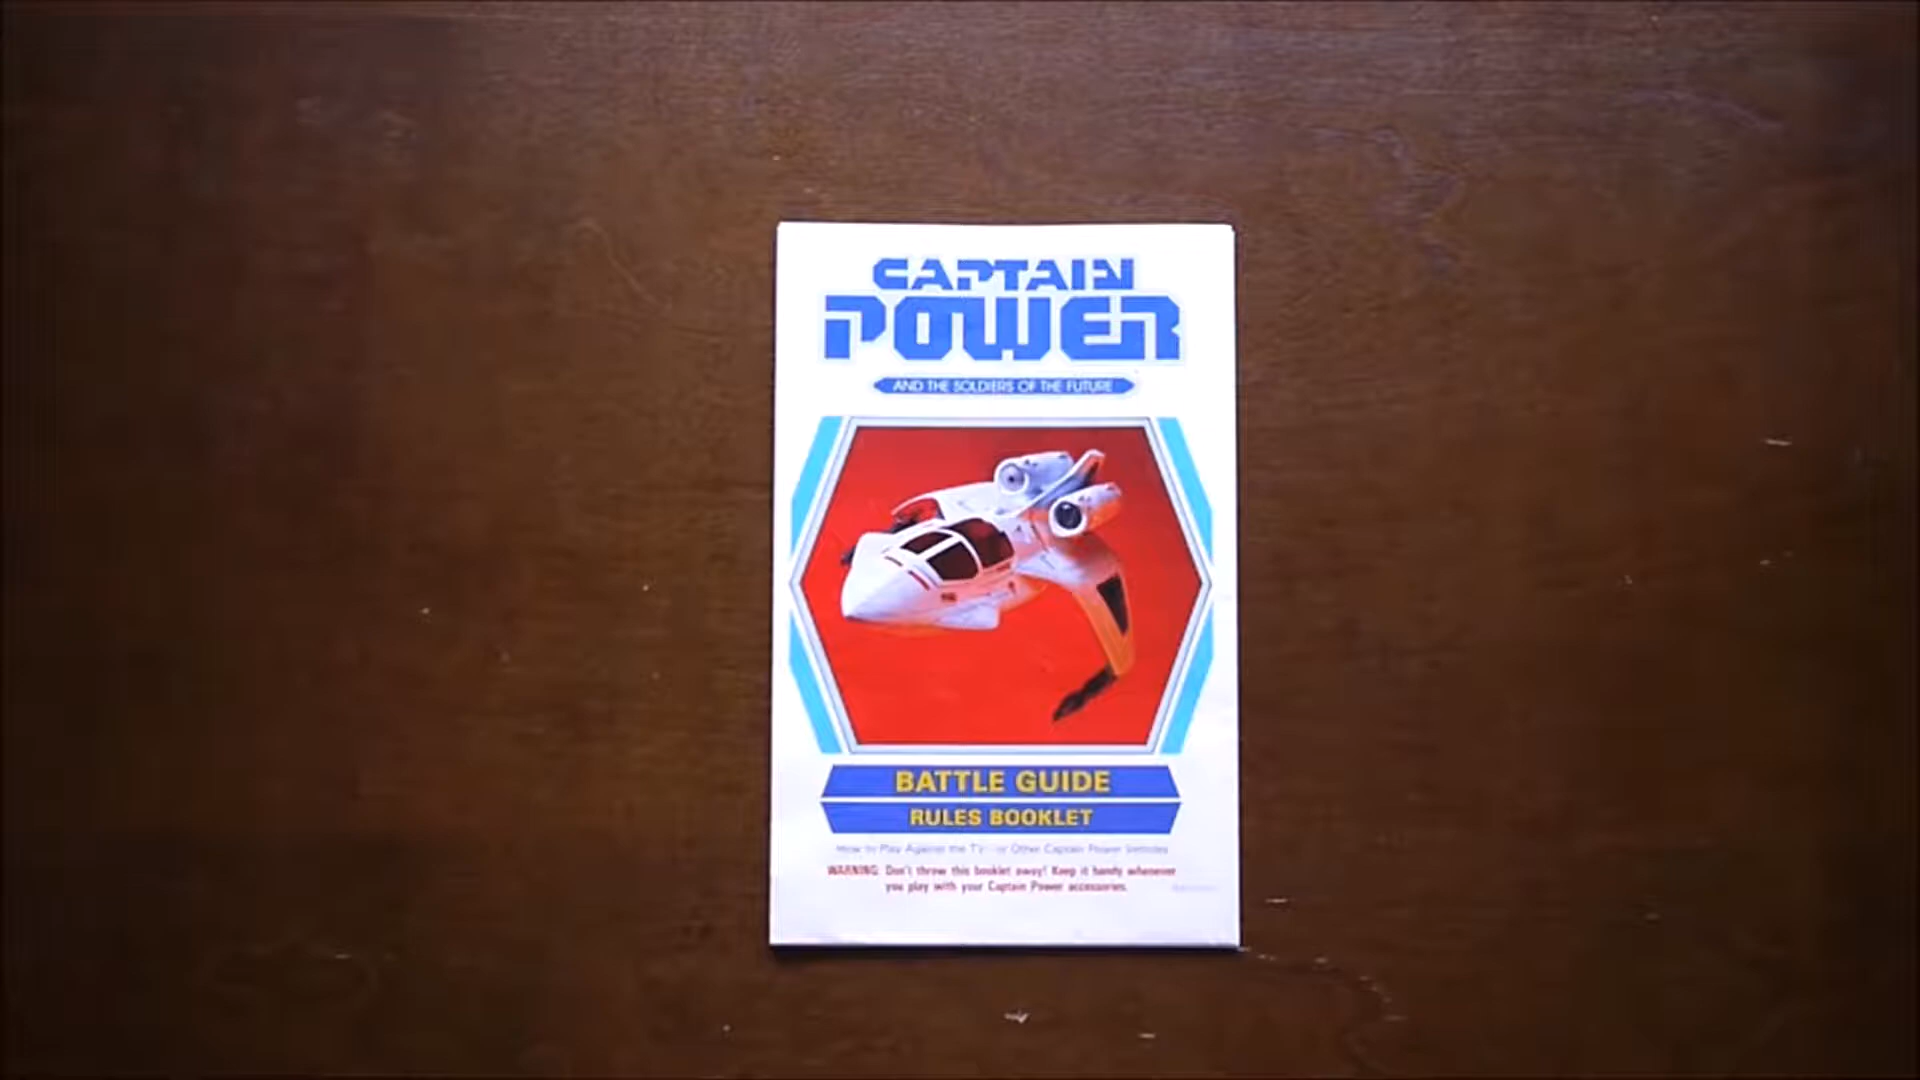 CAPTAIN
POWER
AND THE SOLDIERS OF THE FUTURE
BATTLE GUIDE
RULES BOOKLET
How to Play Against the TV or Other Captain Power Vehicles
WARNING: Don't throw this booklet away! Keep it handy whenever
you play with your Captain Power accessories.